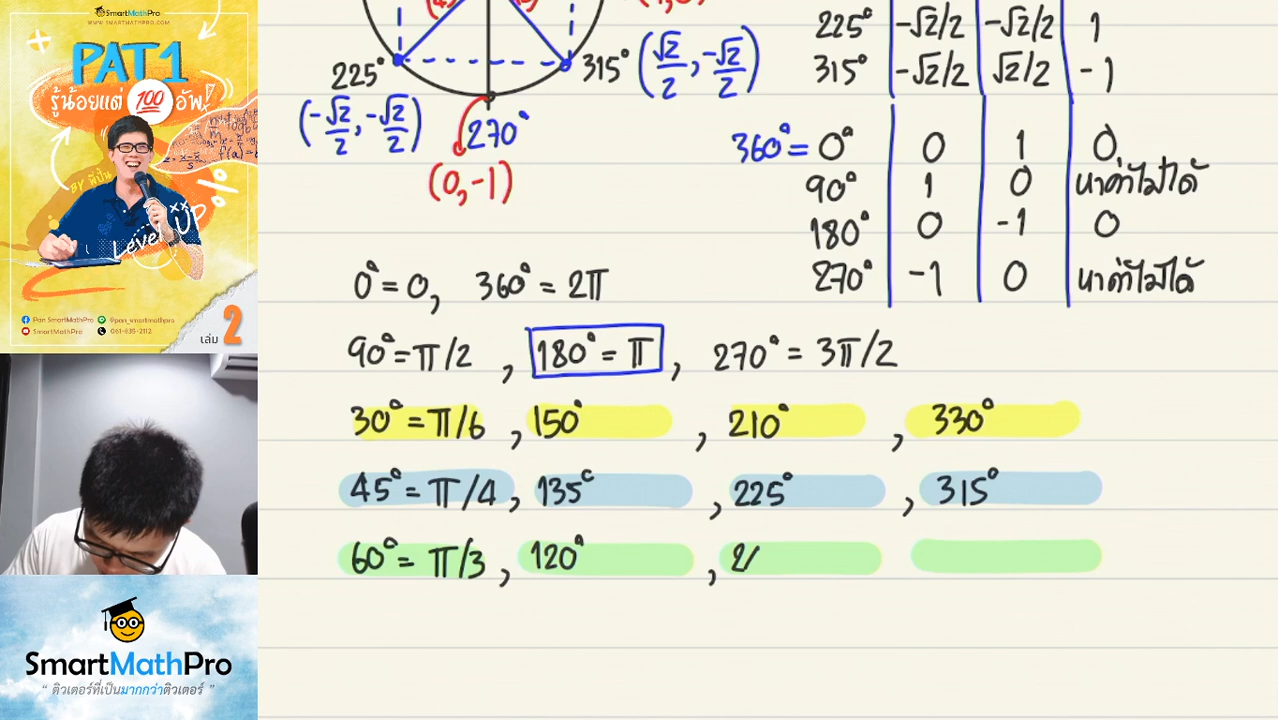 SmartMathPro
WWW.SMARTMATHPRO.COM
PAT1
รู้น้อยแต่ 100 อัพ!
BY พี่ปั้น
Level UP
Pan SmartMathPro @pan_smartmathpro
SmartMathPro 061-435-2112
เล่ม 2
SmartMathPro
“ ติวเตอร์ที่เป็นมากกว่าติวเตอร์ ”
225° 315° (√2/2, -√2/2)
(-√2/2, -√2/2) 270°
(0,-1)
225° -√2/2 -√2/2 1
315° -√2/2 √2/2 -1
360° = 0° 0 1 0
90° 1 0 หาค่าไม่ได้
180° 0 -1 0
270° -1 0 หาค่าไม่ได้
0° = 0, 360° = 2π
90° = π/2, 180° = π, 270° = 3π/2
30° = π/6, 150°, 210°, 330°
45° = π/4, 135°, 225°, 315°
60° = π/3, 120°, 2